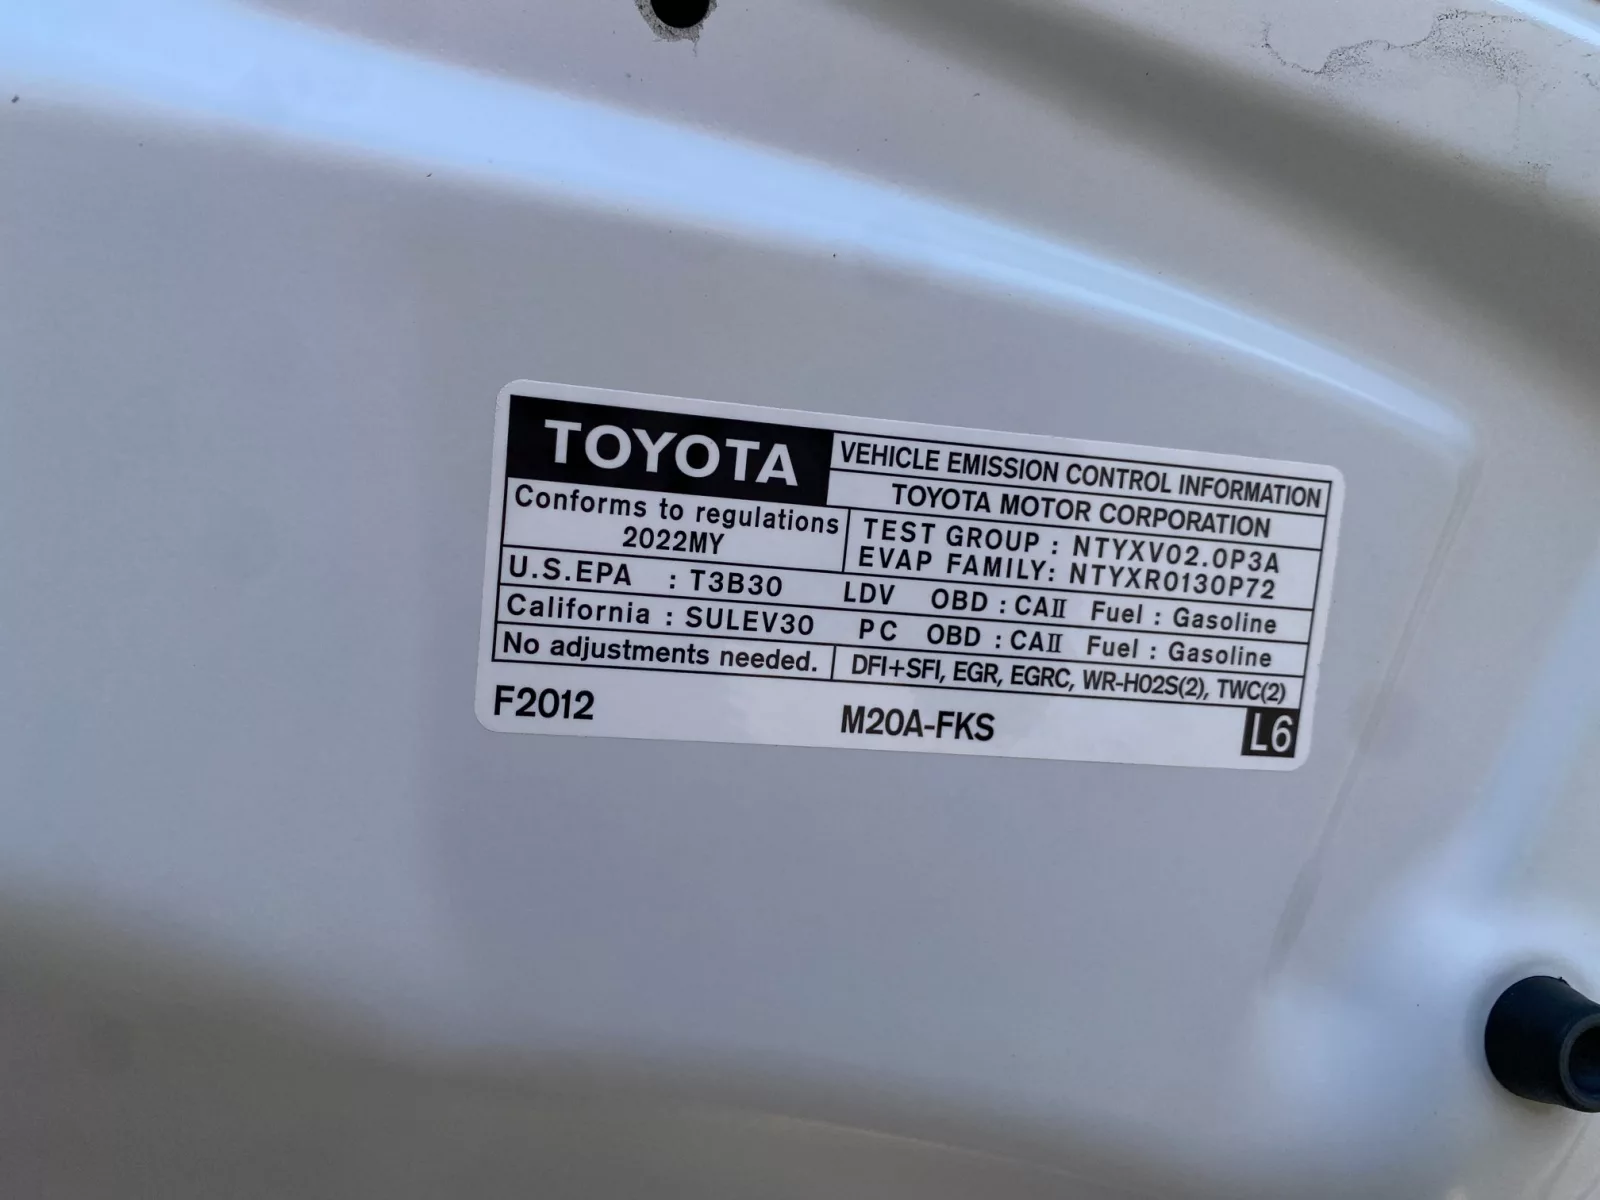 TOYOTA
VEHICLE EMISSION CONTROL INFORMATION
TOYOTA MOTOR CORPORATION
Conforms to regulations
2022MY
TEST GROUP : NTYXV02.0P3A
EVAP FAMILY: NTYXR0130P72
U.S.EPA : T3B30 LDV OBD : CAⅡ Fuel : Gasoline
California : SULEV30 PC OBD : CAⅡ Fuel : Gasoline
No adjustments needed. DFI+SFI, EGR, EGRC, WR-HO2S(2), TWC(2)
F2012 M20A-FKS L6